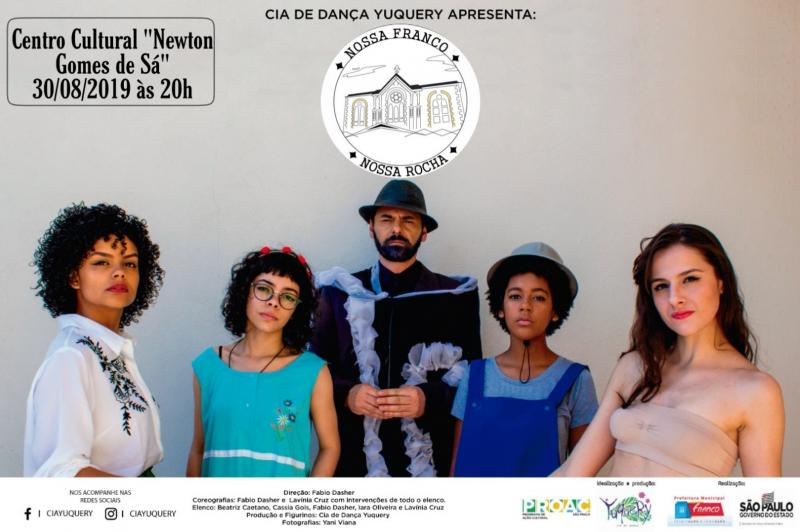 CIA DE DANÇA YUQUERY APRESENTA:
Centro Cultural "Newton
Gomes de Sá"
30/08/2019 às 20h
NOSSA FRANCO
NOSSA ROCHA
NOS ACOMPANHE NAS
REDES SOCIAIS
CIAYUQUERY | CIAYUQUERY
Direção: Fabio Dasher
Coreografias: Fabio Dasher e Lavínia Cruz com intervenções de todo o elenco.
Elenco: Beatriz Caetano, Cassia Gois, Fabio Dasher, Iara Oliveira e Lavínia Cruz
Produção e Figurinos: Cia de Dança Yuquery
Fotografias: Yani Viana
Idealização e produção:
Realização:
PROAC
YuqueRy
Prefeitura Municipal
Franco
SÃO PAULO
GOVERNO DO ESTADO